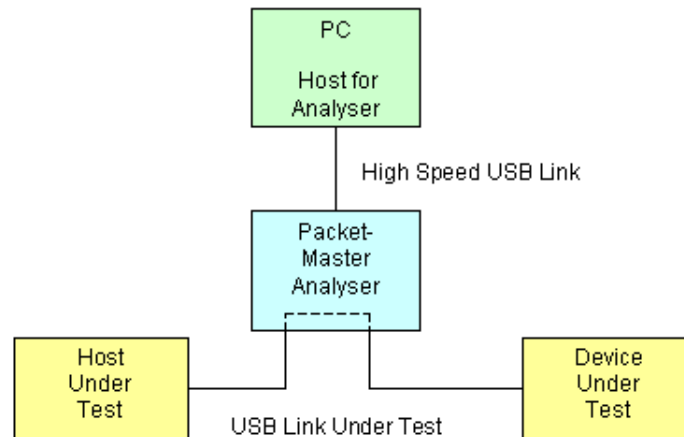 PC
Host for
Analyser
High Speed USB Link
Packet-
Master
Analyser
Host
Under
Test
Device
Under
Test
USB Link Under Test